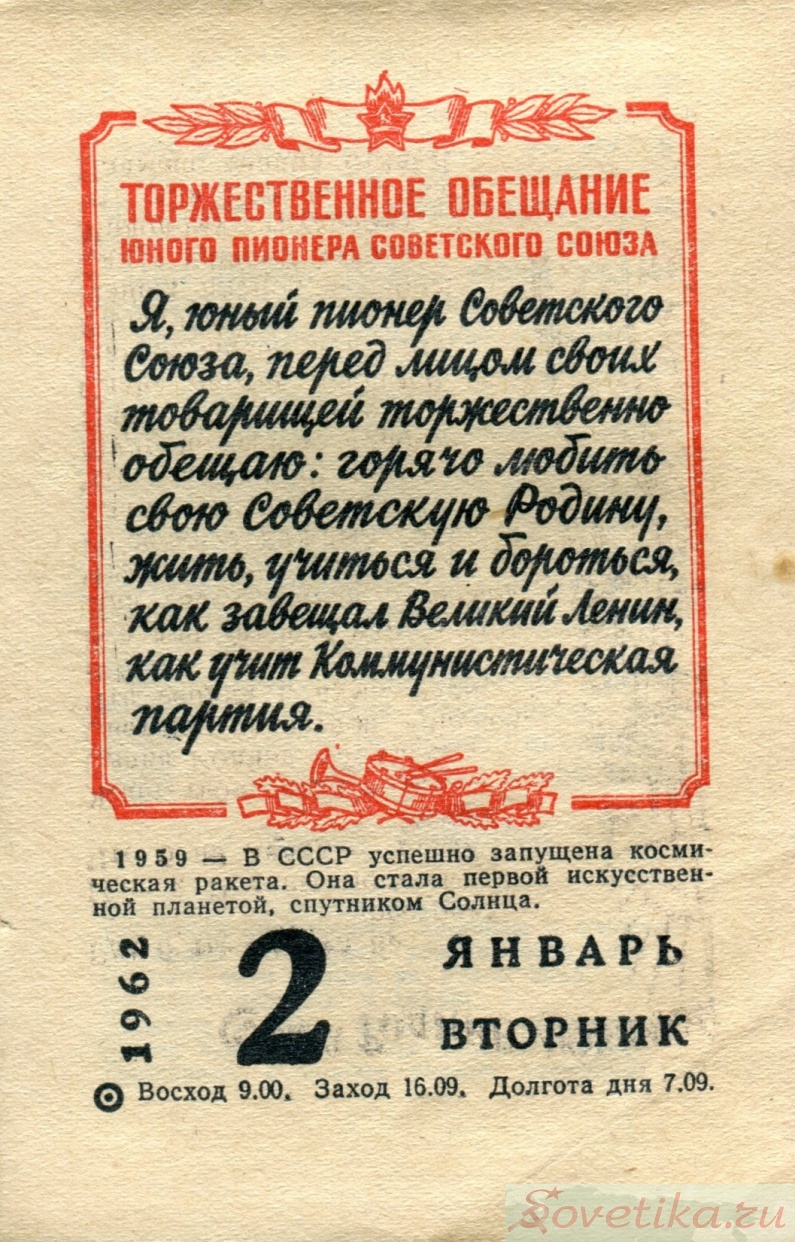 ТОРЖЕСТВЕННОЕ ОБЕЩАНИЕ
ЮНОГО ПИОНЕРА СОВЕТСКОГО СОЮЗА
Я, юный пионер Советского
Союза, перед лицом своих
товарищей торжественно
обещаю: горячо любить
свою Советскую Родину,
жить, учиться и бороться,
как завещал Великий Ленин,
как учит Коммунистическая
партия.
1959 — В СССР успешно запущена косми-
ческая ракета. Она стала первой искусствен-
ной планетой, спутником Солнца.
1962
2
ЯНВАРЬ
ВТОРНИК
Восход 9.00. Заход 16.09. Долгота дня 7.09.
Sovetika.ru